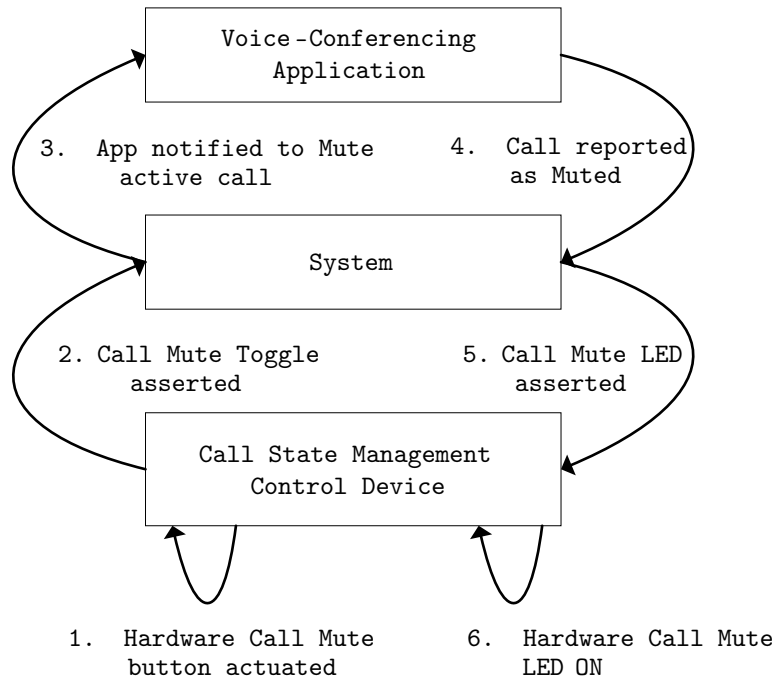 Voice-Conferencing
Application
3. App notified to Mute
active call
4. Call reported
as Muted
System
2. Call Mute Toggle
asserted
5. Call Mute LED
asserted
Call State Management
Control Device
1. Hardware Call Mute
button actuated
6. Hardware Call Mute
LED ON